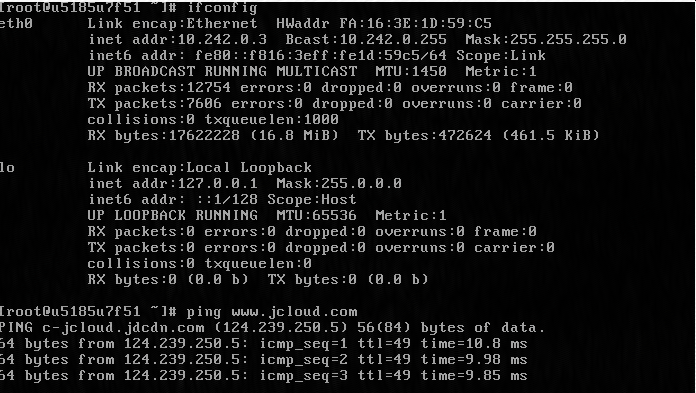 [root@u5185u7f51 ~]# ifconfig
eth0      Link encap:Ethernet  HWaddr FA:16:3E:1D:59:C5
          inet addr:10.242.0.3  Bcast:10.242.0.255  Mask:255.255.255.0
          inet6 addr: fe80::f816:3eff:fe1d:59c5/64 Scope:Link
          UP BROADCAST RUNNING MULTICAST  MTU:1450  Metric:1
          RX packets:12754 errors:0 dropped:0 overruns:0 frame:0
          TX packets:7606 errors:0 dropped:0 overruns:0 carrier:0
          collisions:0 txqueuelen:1000
          RX bytes:17622228 (16.8 MiB)  TX bytes:472624 (461.5 KiB)
lo        Link encap:Local Loopback
          inet addr:127.0.0.1  Mask:255.0.0.0
          inet6 addr: ::1/128 Scope:Host
          UP LOOPBACK RUNNING  MTU:65536  Metric:1
          RX packets:0 errors:0 dropped:0 overruns:0 frame:0
          TX packets:0 errors:0 dropped:0 overruns:0 carrier:0
          collisions:0 txqueuelen:0
          RX bytes:0 (0.0 b)  TX bytes:0 (0.0 b)
[root@u5185u7f51 ~]# ping www.jcloud.com
PING c-jcloud.jdcdn.com (124.239.250.5) 56(84) bytes of data.
64 bytes from 124.239.250.5: icmp_seq=1 ttl=49 time=10.8 ms
64 bytes from 124.239.250.5: icmp_seq=2 ttl=49 time=9.98 ms
64 bytes from 124.239.250.5: icmp_seq=3 ttl=49 time=9.85 ms